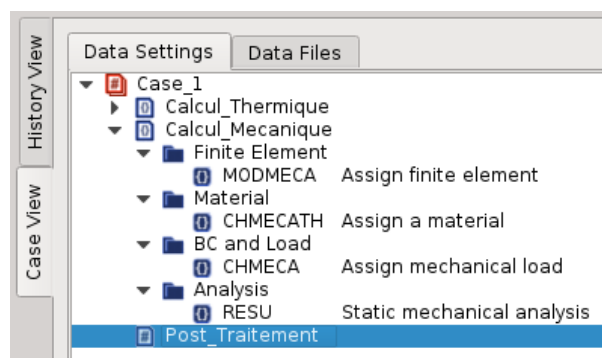 History View
Case View
Data Settings
Data Files
Case_1
Calcul_Thermique
Calcul_Mecanique
Finite Element
MODMECA Assign finite element
Material
CHMECATH Assign a material
BC and Load
CHMECA Assign mechanical load
Analysis
RESU Static mechanical analysis
Post_Traitement